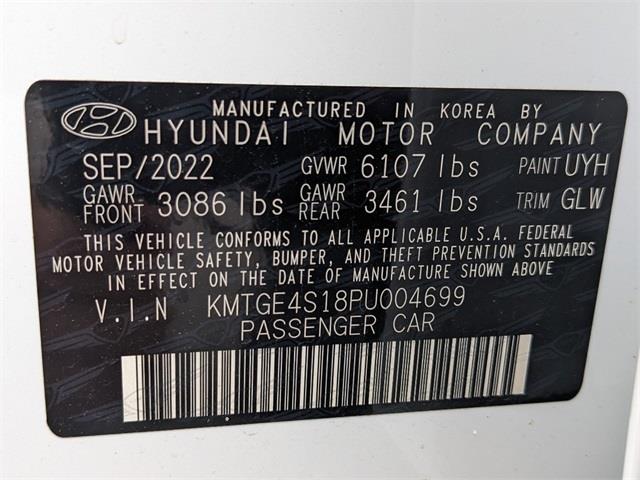 MANUFACTURED IN KOREA BY
HYUNDAI MOTOR COMPANY
SEP/2022 GVWR 6107 lbs PAINT UYH
GAWR FRONT 3086 lbs GAWR REAR 3461 lbs TRIM GLW
THIS VEHICLE CONFORMS TO ALL APPLICABLE U.S.A. FEDERAL
MOTOR VEHICLE SAFETY, BUMPER, AND THEFT PREVENTION STANDARDS
IN EFFECT ON THE DATE OF MANUFACTURE SHOWN ABOVE
V.I.N KMTGE4S18PU004699
PASSENGER CAR